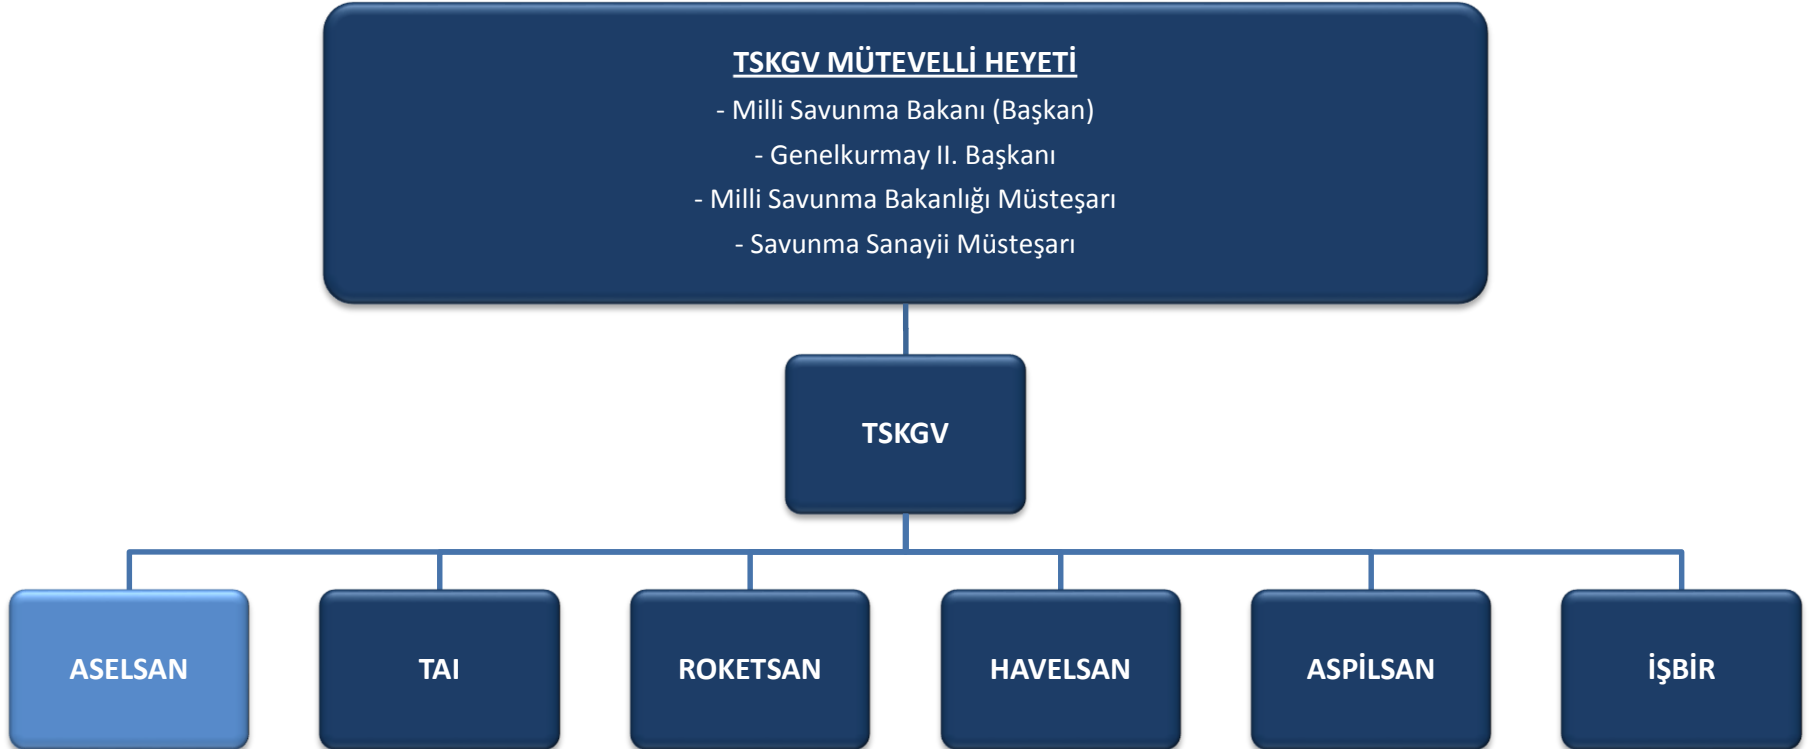 TSKGV MÜTEVELLİ HEYETİ
- Milli Savunma Bakanı (Başkan)
- Genelkurmay II. Başkanı
- Milli Savunma Bakanlığı Müsteşarı
- Savunma Sanayii Müsteşarı
TSKGV
ASELSAN
TAI
ROKETSAN
HAVELSAN
ASPİLSAN
İŞBİR